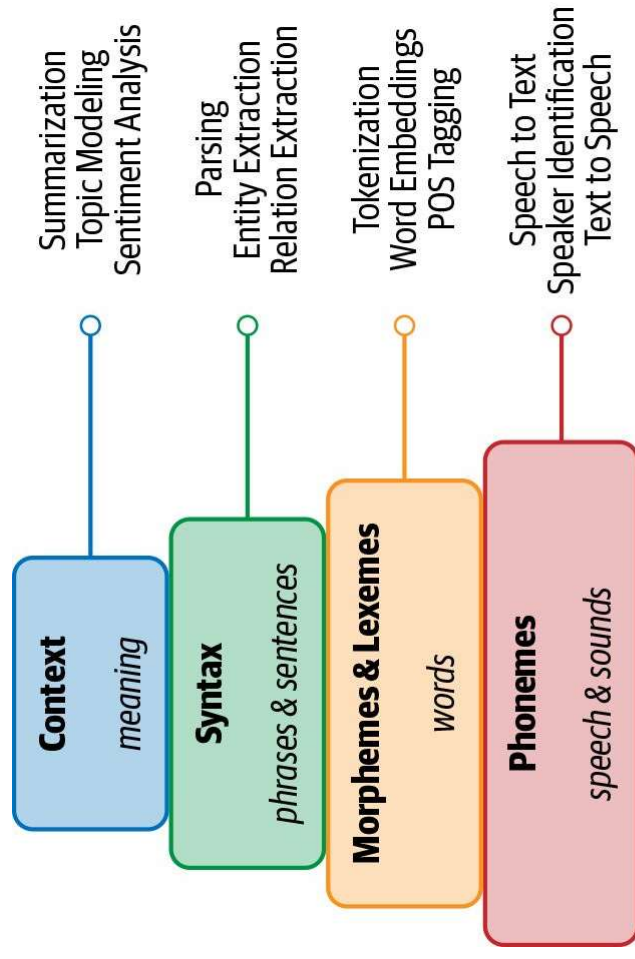 Context
meaning
Summarization
Topic Modeling
Sentiment Analysis
Syntax
phrases & sentences
Parsing
Entity Extraction
Relation Extraction
Morphemes & Lexemes
words
Tokenization
Word Embeddings
POS Tagging
Phonemes
speech & sounds
Speech to Text
Speaker Identification
Text to Speech